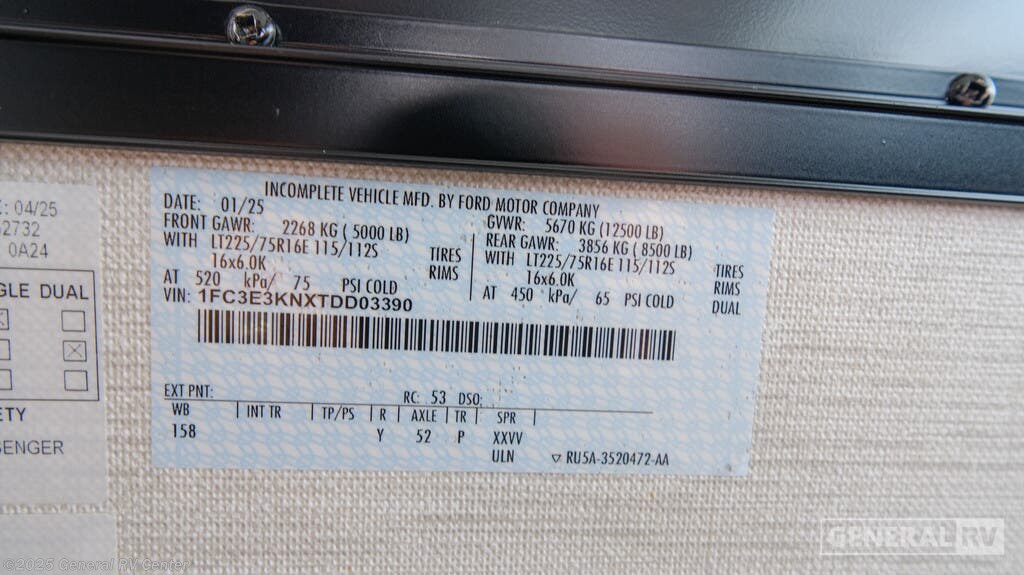 : 04/25
2732
0A24
GLE DUAL
ETY
SENGER
INCOMPLETE VEHICLE MFD. BY FORD MOTOR COMPANY
DATE: 01/25
FRONT GAWR: 2268 KG ( 5000 LB)
WITH LT225/75R16E 115/112S TIRES
16x6.0K RIMS
AT 520 kPa/ 75 PSI COLD
GVWR: 5670 KG (12500 LB)
REAR GAWR: 3856 KG ( 8500 LB)
WITH LT225/75R16E 115/112S TIRES
16x6.0K RIMS
AT 450 kPa/ 65 PSI COLD DUAL
VIN: 1FC3E3KNXTDD03390
EXT PNT: RC: 53 DSO:
WB INT TR TP/PS R AXLE TR SPR
158 Y 52 P XXVV
ULN ▽ RU5A-3520472-AA
GENERAL RV
©2025 General RV Center